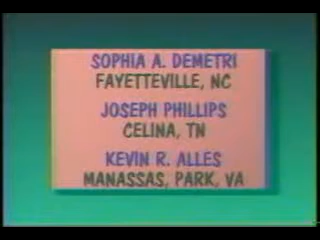 SOPHIA A. DEMETRI
FAYETTEVILLE, NC
JOSEPH PHILLIPS
CELINA, TN
KEVIN R. ALLES
MANASSAS, PARK, VA